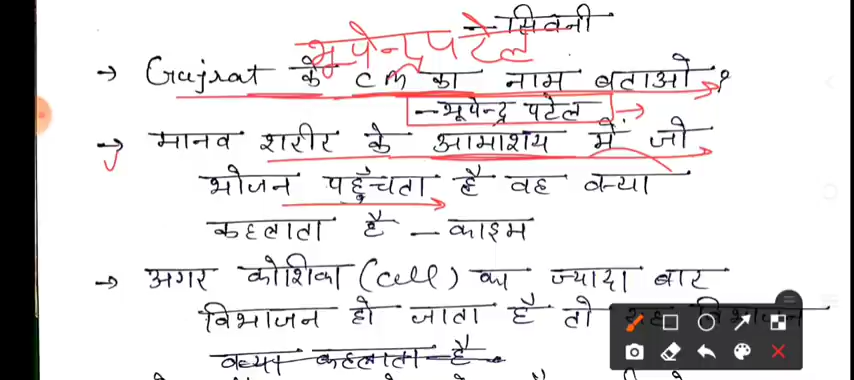 – सिवनी
भूपेन्द्र पटेल
→ Gujrat के CM का नाम बताओ ?
– भूपेन्द्र पटेल
→ मानव शरीर के आमाशय में जो
भोजन पहुँचता है वह क्या
कहलाता है – काइम
→ अगर कोशिका (cell) का ज्यादा बार
विभाजन हो जाता है तो विभाजन
क्या कहलाता है